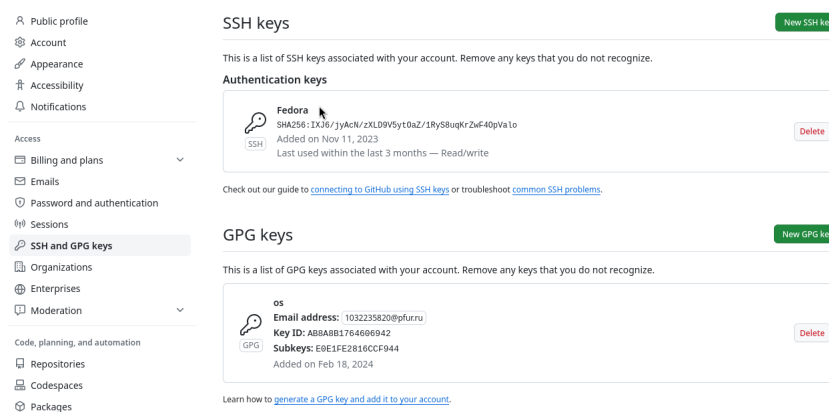 Public profile
Account
Appearance
Accessibility
Notifications
Access
Billing and plans
Emails
Password and authentication
Sessions
SSH and GPG keys
Organizations
Enterprises
Moderation
Code, planning, and automation
Repositories
Codespaces
Packages
SSH keys
New SSH ke
This is a list of SSH keys associated with your account. Remove any keys that you do not recognize.
Authentication keys
Fedora
SHA256:IXJ6/jyAcN/zXLD9V5yt0aZ/1RyS8uqKrZwF4OpValo
SSH
Added on Nov 11, 2023
Last used within the last 3 months — Read/write
Delete
Check out our guide to connecting to GitHub using SSH keys or troubleshoot common SSH problems.
GPG keys
New GPG ke
This is a list of GPG keys associated with your account. Remove any keys that you do not recognize.
os
Email address: 1032235820@pfur.ru
Key ID: AB8A8B1764606942
GPG
Subkeys: E0E1FE2816CCF944
Added on Feb 18, 2024
Delete
Learn how to generate a GPG key and add it to your account.